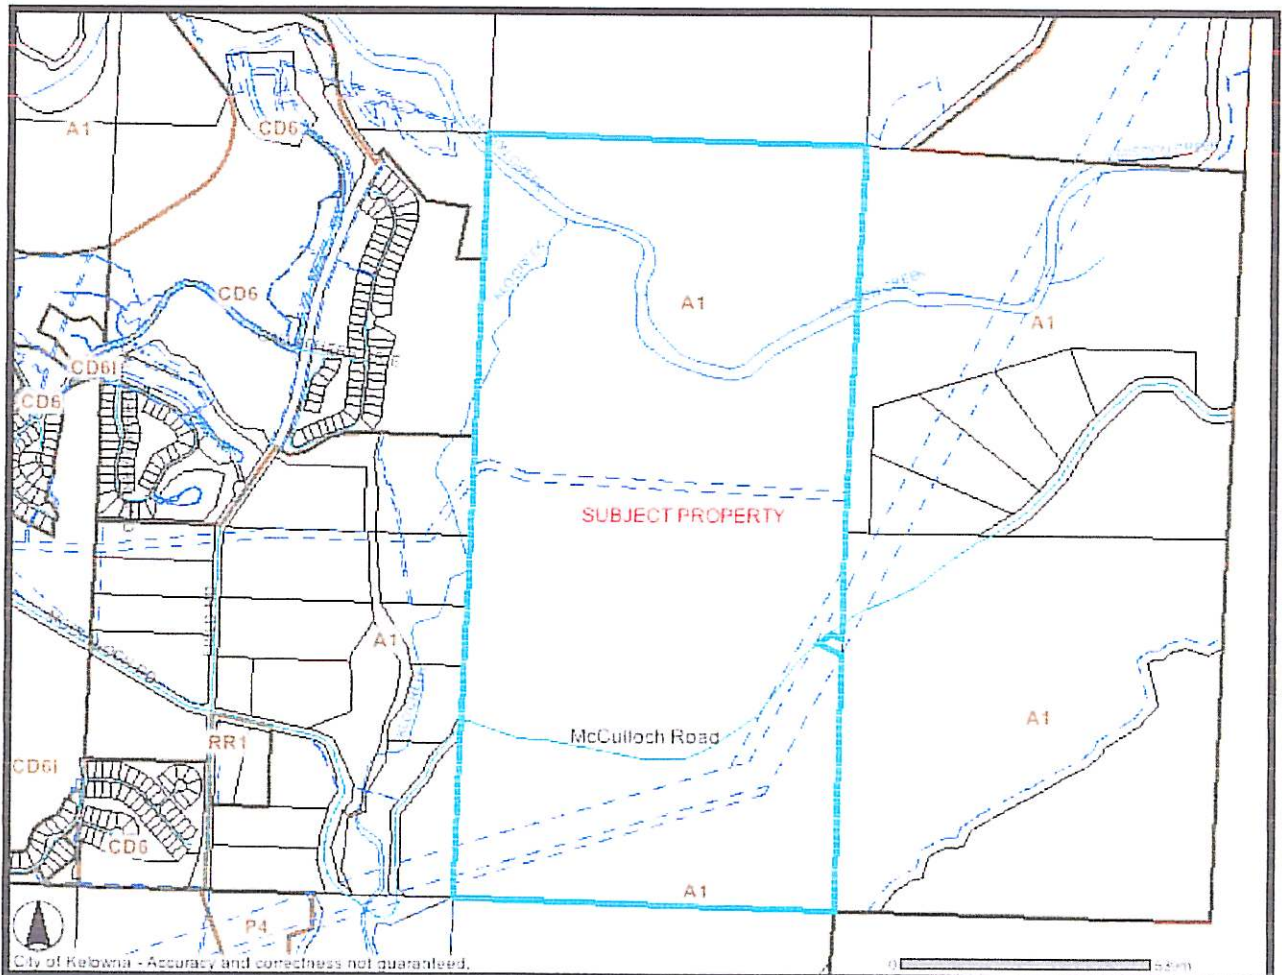 A1
CD6
A1
CD6
A1
CD6I
CD6
SUBJECT PROPERTY
A1
McCulloch Road
A1
RR1
CD6I
CD6
A1
P4
City of Kelowna - Accuracy and correctness not guaranteed.
0